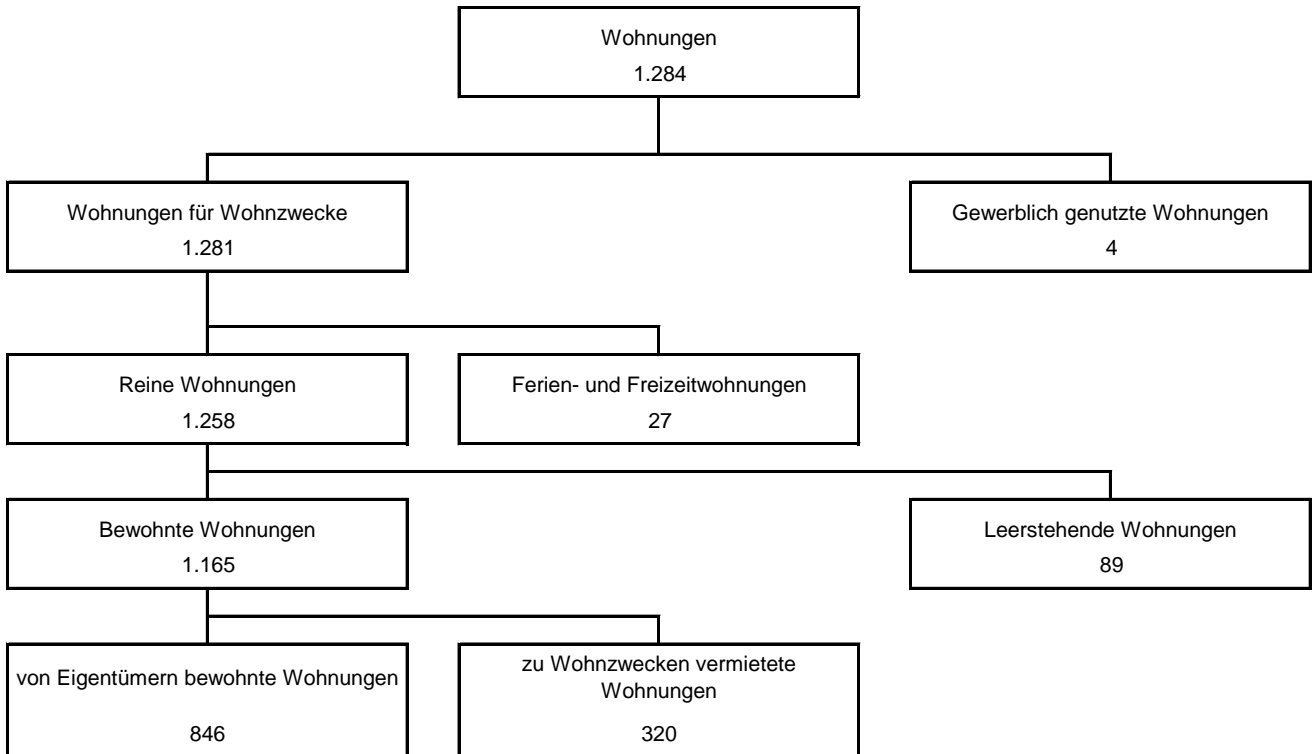 Wohnungen
1.284
Wohnungen für Wohnzwecke
1.281
Gewerblich genutzte Wohnungen
4
Reine Wohnungen
1.258
Ferien- und Freizeitwohnungen
27
Bewohnte Wohnungen
1.165
Leerstehende Wohnungen
89
von Eigentümern bewohnte Wohnungen
846
zu Wohnzwecken vermietete
Wohnungen
320